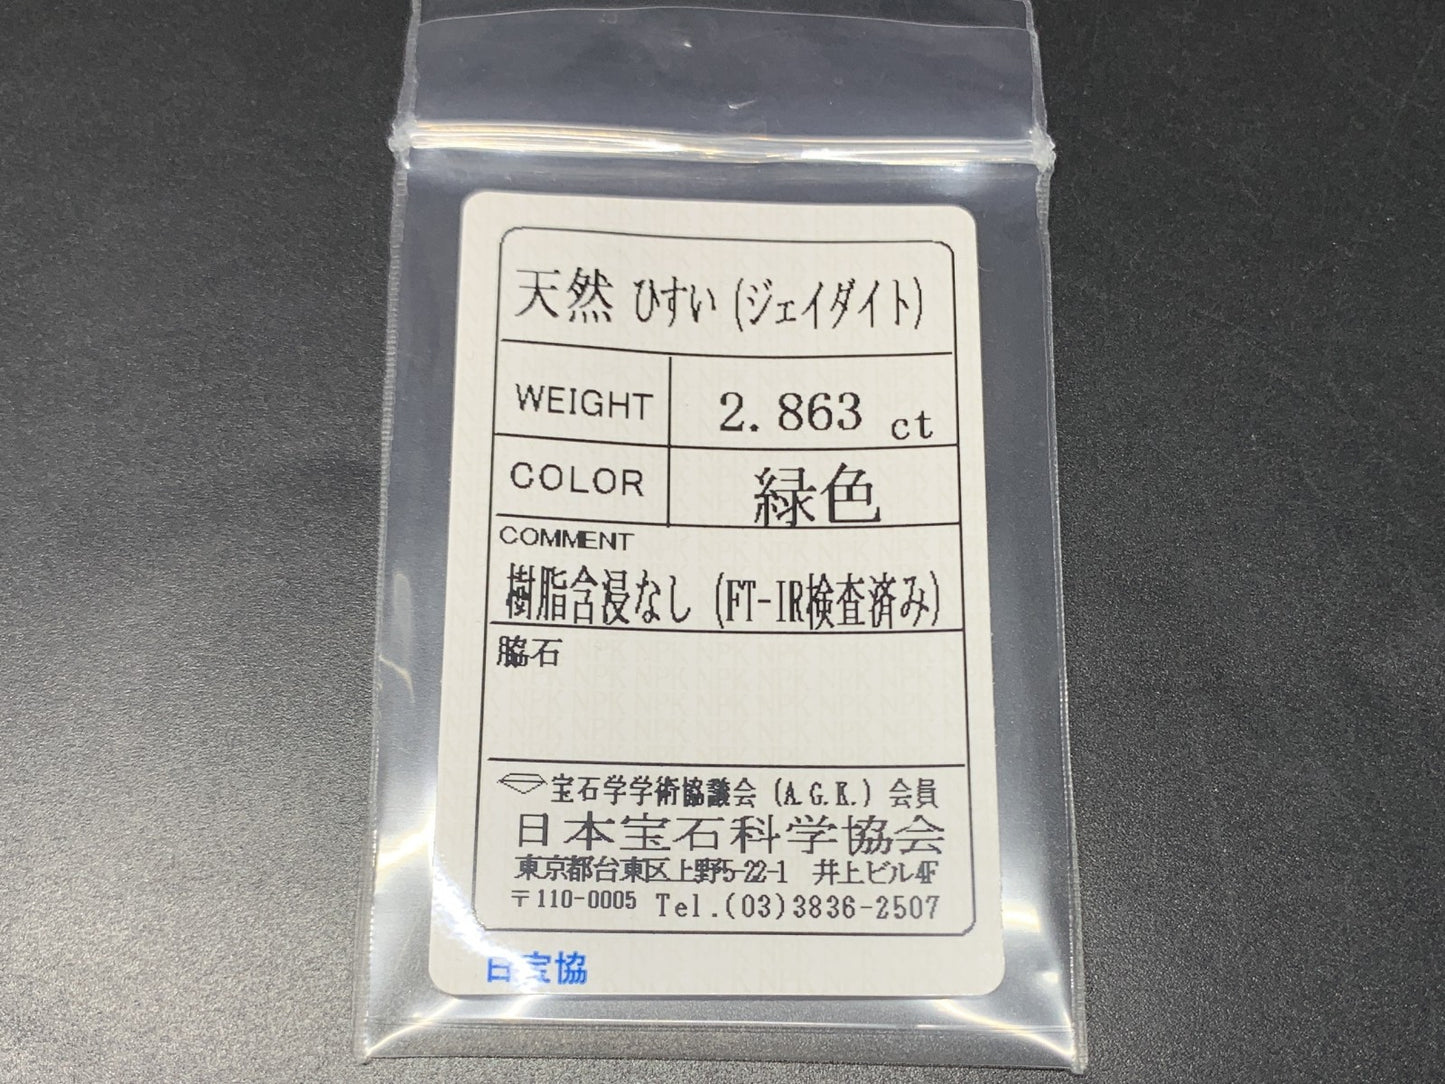 天然 ひすい (ジェイダイト)
WEIGHT 2.863 ct
COLOR 緑色
COMMENT
樹脂含浸なし (FT-IR検査済み)
脇石
宝石学学術協議会 (A.G.K.) 会員
日本宝石科学協会
東京都台東区上野5-22-1 井上ビル4F
〒110-0005 Tel.(03)3836-2507
日宝協